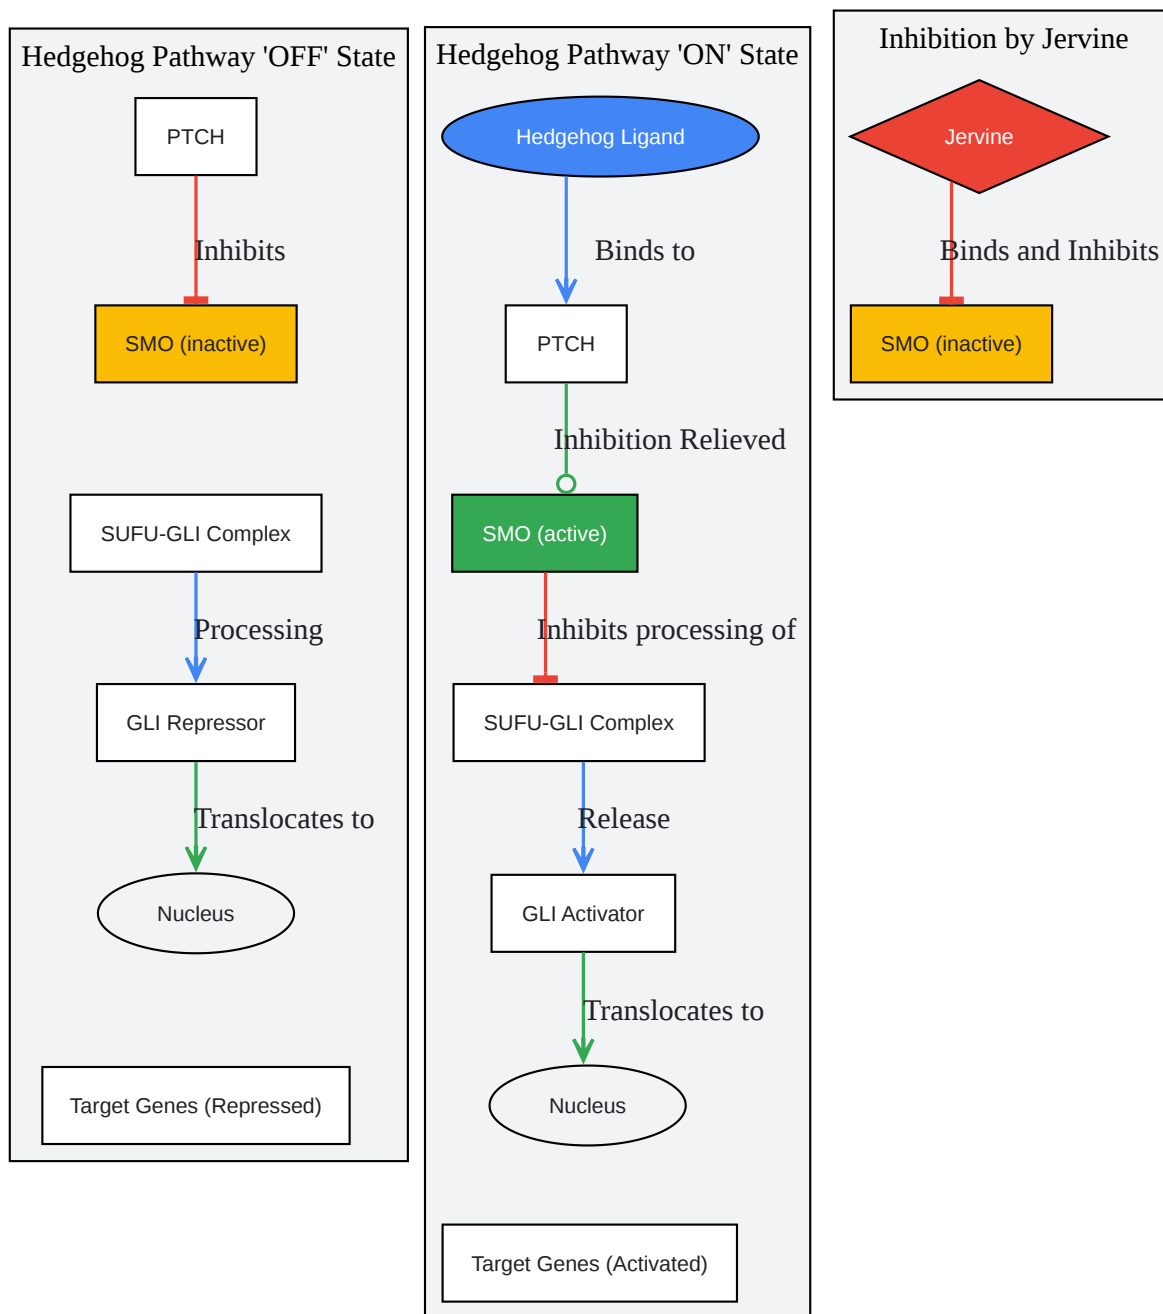 Hedgehog Pathway 'OFF' State
PTCH
Inhibits
SMO (inactive)
SUFU-GLI Complex
Processing
GLI Repressor
Translocates to
Nucleus
Target Genes (Repressed)
Hedgehog Pathway 'ON' State
Hedgehog Ligand
Binds to
PTCH
Inhibition Relieved
SMO (active)
Inhibits processing of
SUFU-GLI Complex
Release
GLI Activator
Translocates to
Nucleus
Target Genes (Activated)
Inhibition by Jervine
Jervine
Binds and Inhibits
SMO (inactive)